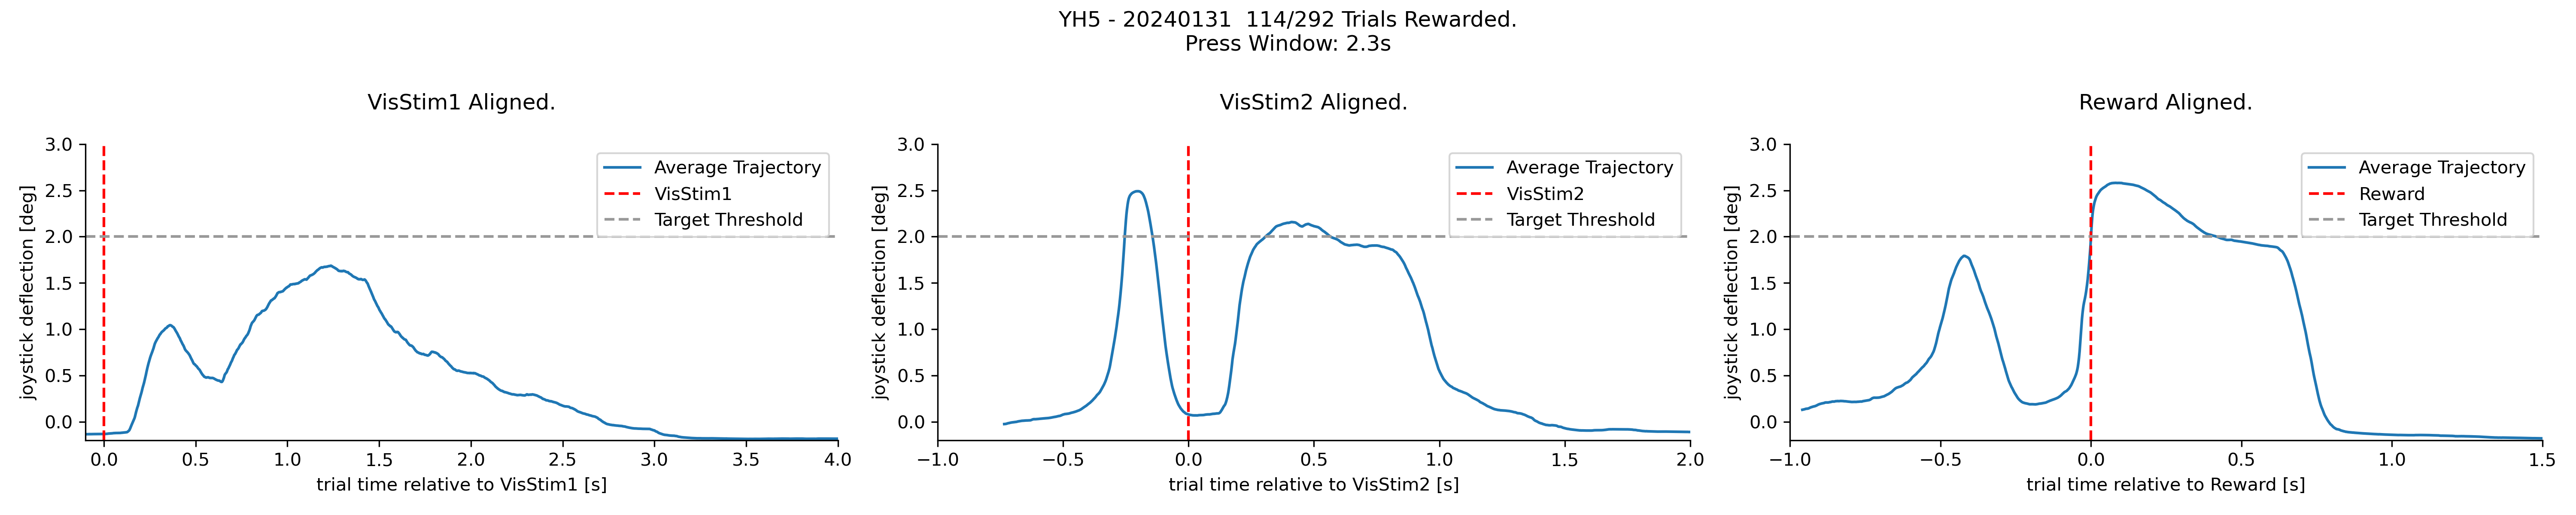 YH5 - 20240131  114/292 Trials Rewarded.
Press Window: 2.3s
VisStim1 Aligned.
3.0
2.5
2.0
1.5
1.0
0.5
0.0
joystick deflection [deg]
Average Trajectory
VisStim1
Target Threshold
0.0 0.5 1.0 1.5 2.0 2.5 3.0 3.5 4.0
trial time relative to VisStim1 [s]
VisStim2 Aligned.
3.0
2.5
2.0
1.5
1.0
0.5
0.0
joystick deflection [deg]
Average Trajectory
VisStim2
Target Threshold
−1.0 −0.5 0.0 0.5 1.0 1.5 2.0
trial time relative to VisStim2 [s]
Reward Aligned.
3.0
2.5
2.0
1.5
1.0
0.5
0.0
joystick deflection [deg]
Average Trajectory
Reward
Target Threshold
−1.0 −0.5 0.0 0.5 1.0 1.5
trial time relative to Reward [s]